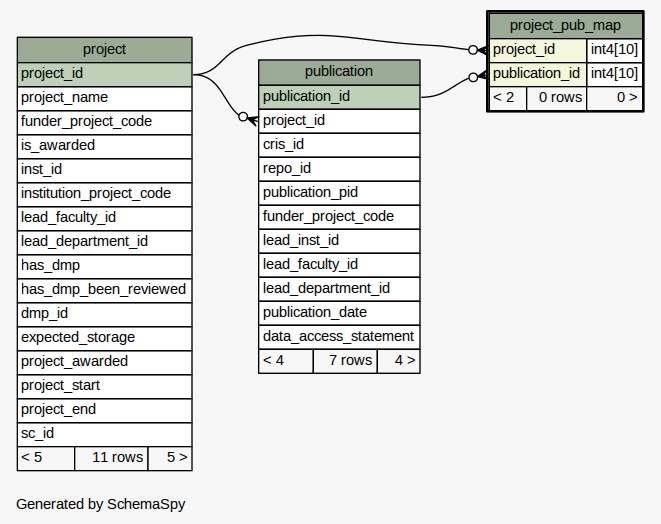 project
project_id
project_name
funder_project_code
is_awarded
inst_id
institution_project_code
lead_faculty_id
lead_department_id
has_dmp
has_dmp_been_reviewed
dmp_id
expected_storage
project_awarded
project_start
project_end
sc_id
< 5 11 rows 5 >
publication
publication_id
project_id
cris_id
repo_id
publication_pid
funder_project_code
lead_inst_id
lead_faculty_id
lead_department_id
publication_date
data_access_statement
< 4 7 rows 4 >
project_pub_map
project_id int4[10]
publication_id int4[10]
< 2 0 rows 0 >
Generated by SchemaSpy